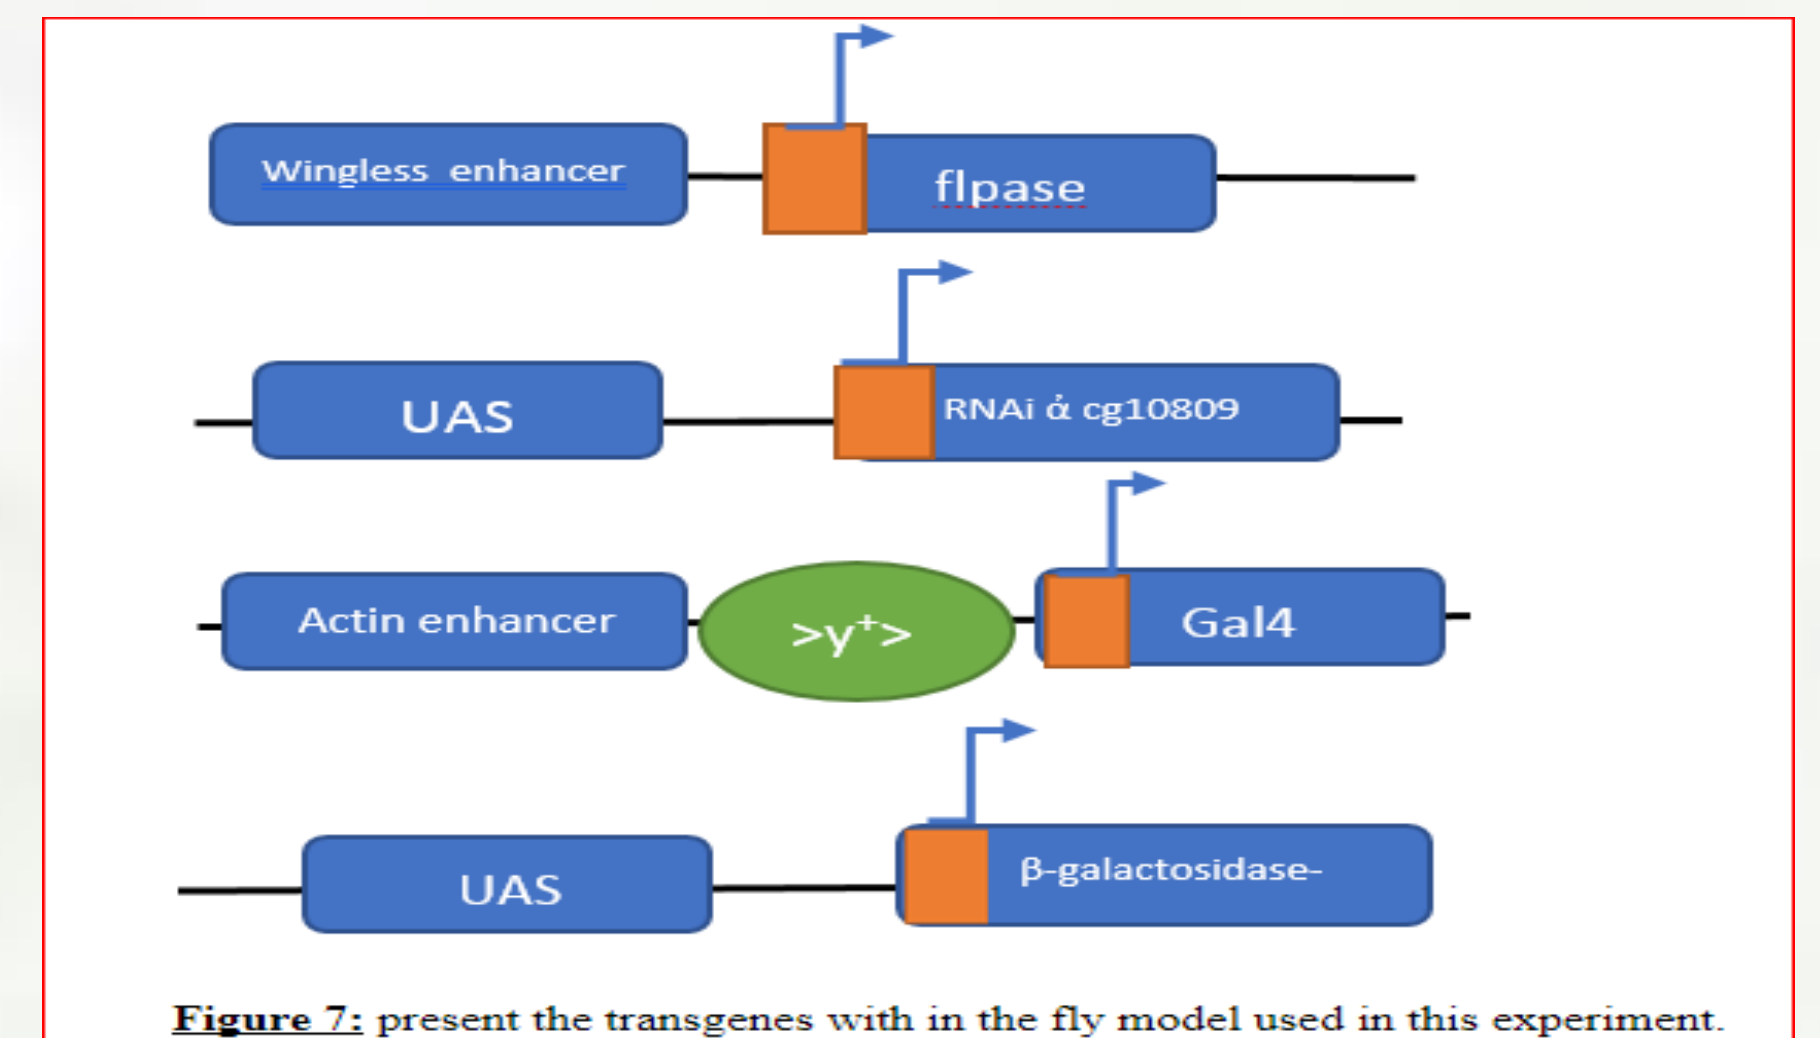 Wingless enhancer
flpase
UAS
RNAi ἀ cg10809
Actin enhancer
>y⁺>
Gal4
UAS
β-galactosidase-
Figure 7: present the transgenes with in the fly model used in this experiment.